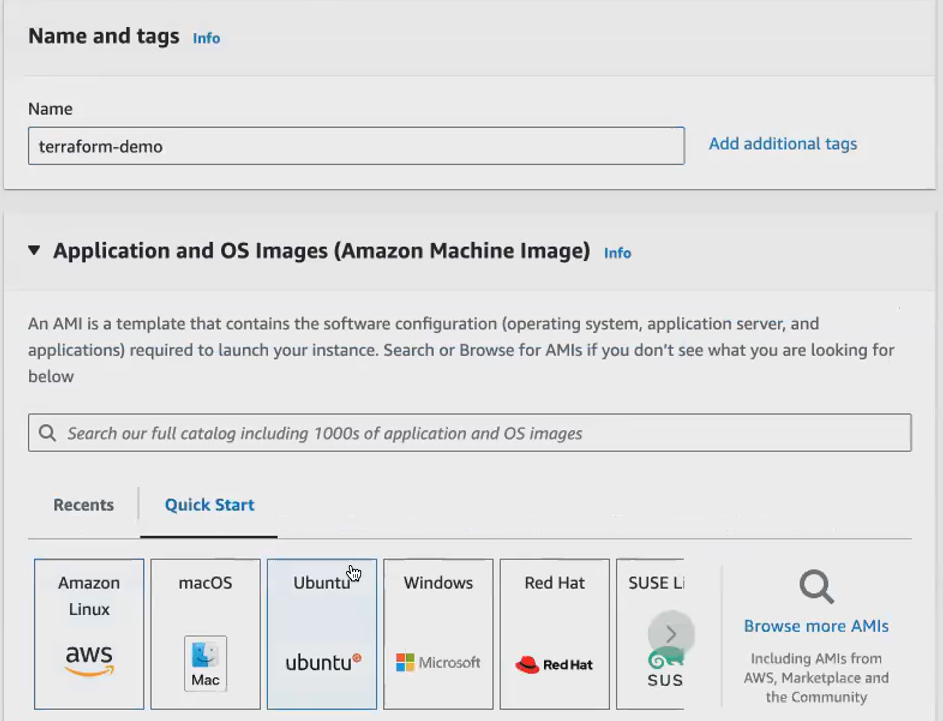 Name and tags Info
Name
terraform-demo
Add additional tags
Application and OS Images (Amazon Machine Image) Info
An AMI is a template that contains the software configuration (operating system, application server, and
applications) required to launch your instance. Search or Browse for AMIs if you don't see what you are looking for
below
Search our full catalog including 1000s of application and OS images
Recents
Quick Start
Amazon
Linux
aws
macOS
Mac
Ubuntu
ubuntu
Windows
Microsoft
Red Hat
Red Hat
SUSE Li
SUS
Browse more AMIs
Including AMIs from
AWS, Marketplace and
the Community